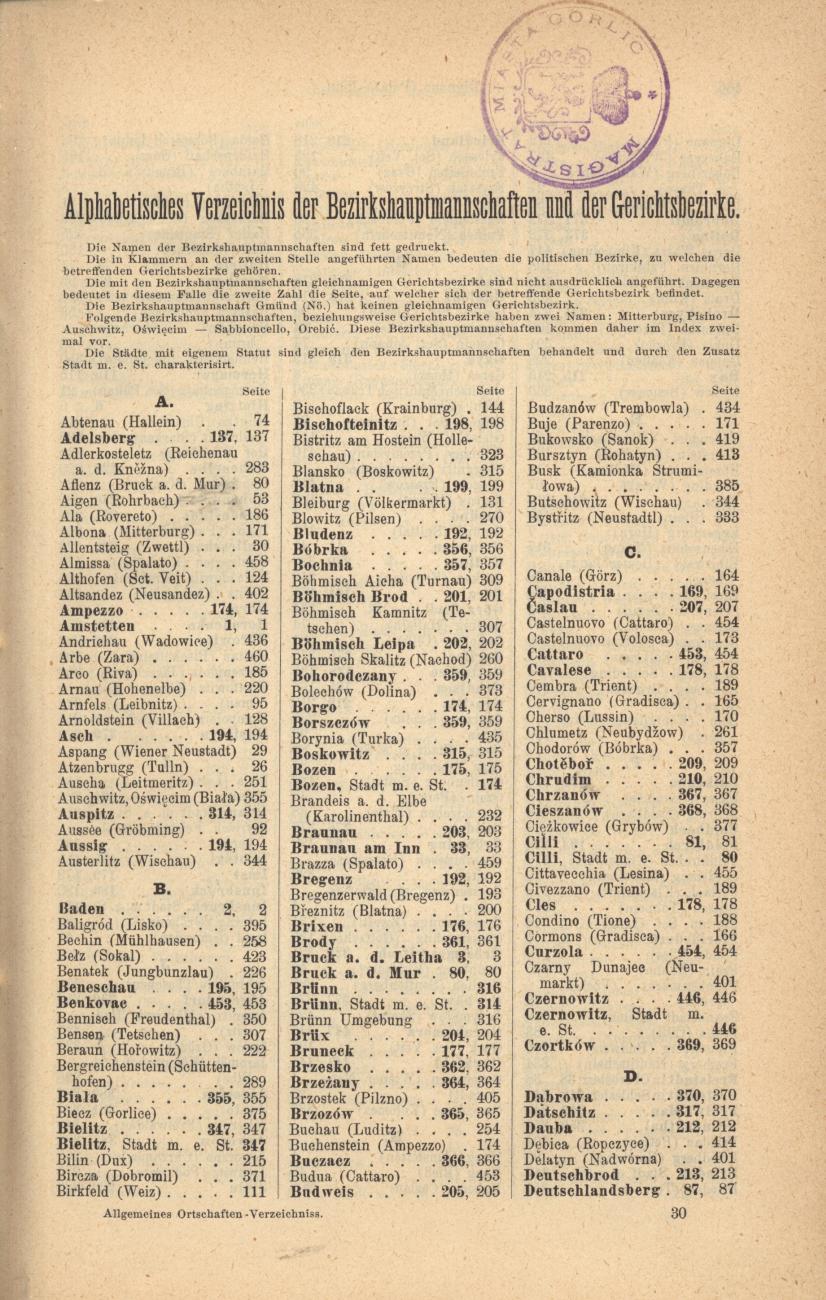 MAGISTRAT MIASTA GORLIC
Alphabetisches Verzeichnis der Bezirkshauptmannschaften und der Gerichtsbezirke.
Die Namen der Bezirkshauptmannschaften sind fett gedruckt.
Die in Klammern an der zweiten Stelle angeführten Namen bedeuten die politischen Bezirke, zu welchen die
betreffenden Gerichtsbezirke gehören.
Die mit den Bezirkshauptmannschaften gleichnamigen Gerichtsbezirke sind nicht ausdrücklich angeführt. Dagegen
bedeutet in diesem Falle die zweite Zahl die Seite, auf welcher sich der betreffende Gerichtsbezirk befindet.
Die Bezirkshauptmannschaft Gmünd (Nö.) hat keinen gleichnamigen Gerichtsbezirk.
Folgende Bezirkshauptmannschaften, beziehungsweise Gerichtsbezirke haben zwei Namen: Mitterburg, Pisino —
Auschwitz, Oświęcim — Sabbioncello, Orebić. Diese Bezirkshauptmannschaften kommen daher im Index zwei-
mal vor.
Die Städte mit eigenem Statut sind gleich den Bezirkshauptmannschaften behandelt und durch den Zusatz
Stadt m. e. St. charakterisirt.
Seite
A.
Abtenau (Hallein) . 74
Adelsberg . . . . 137, 137
Adlerkosteletz (Reichenau
a. d. Kněžna) . . . . 283
Aflenz (Bruck a. d. Mur) . 80
Aigen (Rohrbach) . . . . 53
Ala (Rovereto) . . . . . 186
Albona (Mitterburg) . . . 171
Allentsteig (Zwettl) . . . 30
Almissa (Spalato) . . . . 458
Althofen (Sct. Veit) . . . 124
Altsandez (Neusandez) . . 402
Ampezzo . . . . . 174, 174
Amstetten . . . . 1, 1
Andrichau (Wadowice) . 436
Arbe (Zara) . . . . . . 460
Arco (Riva) . . . . . . 185
Arnau (Hohenelbe) . . . 220
Arnfels (Leibnitz) . . . . 95
Arnoldstein (Villach) . . 128
Asch . . . . . . . 194, 194
Aspang (Wiener Neustadt) 29
Atzenbrugg (Tulln) . . . 26
Auscha (Leitmeritz) . . . 251
Auschwitz, Oświęcim (Biała) 355
Auspitz . . . . . . 314, 314
Aussee (Gröbming) . . . 92
Aussig . . . . . . 194, 194
Austerlitz (Wischau) . . 344
B.
Baden . . . . . . 2, 2
Baligród (Lisko) . . . . 395
Bechin (Mühlhausen) . . 258
Bełz (Sokal) . . . . . . 423
Benatek (Jungbunzlau) . 226
Beneschau . . . . 195, 195
Benkovac . . . . . 453, 453
Bennisch (Freudenthal) . 350
Bensen (Tetschen) . . . 307
Beraun (Hořowitz) . . . 222
Bergreichenstein (Schütten-
hofen) . . . . . . . . 289
Biala . . . . . . 355, 355
Biecz (Gorlice) . . . . . 375
Bielitz . . . . . . 347, 347
Bielitz, Stadt m. e. St. 347
Bilin (Dux) . . . . . . 215
Bircza (Dobromil) . . . 371
Birkfeld (Weiz) . . . . . 111
Seite
Bischoflack (Krainburg) . 144
Bischofteinitz . . . 198, 198
Bistritz am Hostein (Holle-
schau) . . . . . . . . 323
Blansko (Boskowitz) . 315
Blatna . . . . . . 199, 199
Bleiburg (Völkermarkt) . 131
Blowitz (Pilsen) . . . . 270
Bludenz . . . . . 192, 192
Bóbrka . . . . . 356, 356
Bochnia . . . . . 357, 357
Böhmisch Aicha (Turnau) 309
Böhmisch Brod . . 201, 201
Böhmisch Kamnitz (Te-
tschen) . . . . . . . 307
Böhmisch Leipa . 202, 202
Böhmisch Skalitz (Nachod) 260
Bohorodczany . . . 359, 359
Bolechów (Dolina) . . . 373
Borgo . . . . . . 174, 174
Borszczów . . . 359, 359
Borynia (Turka) . . . . 435
Boskowitz . . . . 315, 315
Bozen . . . . . . 175, 175
Bozen, Stadt m. e. St. . 174
Brandeis a. d. Elbe
(Karolinenthal) . . . . 232
Braunau . . . . . 203, 203
Braunau am Inn . 33, 33
Brazza (Spalato) . . . . 459
Bregenz . . . . 192, 192
Bregenzerwald (Bregenz) . 193
Březnitz (Blatna) . . . . 200
Brixen . . . . . . 176, 176
Brody . . . . . . 361, 361
Bruck a. d. Leitha 3, 3
Bruck a. d. Mur . 80, 80
Brünn . . . . . . . . 316
Brünn, Stadt m. e. St. . 314
Brünn Umgebung . . . 316
Brüx . . . . . . 204, 204
Bruneck . . . . . 177, 177
Brzesko . . . . . 362, 362
Brzeżany . . . . . 364, 364
Brzostek (Pilzno) . . . . 405
Brzozów . . . . . 365, 365
Buchau (Luditz) . . . . 254
Buchenstein (Ampezzo) . 174
Buczacz . . . . . 366, 366
Budua (Cattaro) . . . . 453
Budweis . . . . . 205, 205
Seite
Budzanów (Trembowla) . 434
Buje (Parenzo) . . . . . 171
Bukowsko (Sanok) . . . 419
Bursztyn (Rohatyn) . . . 413
Busk (Kamionka Strumi-
łowa) . . . . . . . . 385
Butschowitz (Wischau) . 344
Bystřitz (Neustadtl) . . . 333
C.
Canale (Görz) . . . . . 164
Capodistria . . . . 169, 169
Časlau . . . . . . 207, 207
Castelnuovo (Cattaro) . . 454
Castelnuovo (Volosca) . . 173
Cattaro . . . . . 453, 454
Cavalese . . . . . 178, 178
Cembra (Trient) . . . . 189
Cervignano (Gradisca) . . 165
Cherso (Lussin) . . . . 170
Chlumetz (Neubydžow) . 261
Chodorów (Bóbrka) . . . 357
Chotěboř . . . . 209, 209
Chrudim . . . . . 210, 210
Chrzanów . . . . 367, 367
Cieszanów . . . . 368, 368
Ciężkowice (Grybów) . . 377
Cilli . . . . . . . 81, 81
Cilli, Stadt m. e. St. . . 80
Cittavecchia (Lesina) . . 455
Civezzano (Trient) . . . 189
Cles . . . . . . . 178, 178
Condino (Tione) . . . . 188
Cormons (Gradisca) . . . 166
Curzola . . . . . . 454, 454
Czarny Dunajec (Neu-
markt) . . . . . . . 401
Czernowitz . . . . 446, 446
Czernowitz, Stadt m.
e. St. . . . . . . . . 446
Czortków . . . . . 369, 369
D.
Dąbrowa . . . . . 370, 370
Datschitz . . . . . 317, 317
Dauba . . . . . . 212, 212
Dębica (Ropczyce) . . . 414
Delatyn (Nadwórna) . . 401
Deutschbrod . . . 213, 213
Deutschlandsberg . 87, 87
Allgemeines Ortschaften-Verzeichniss.
30